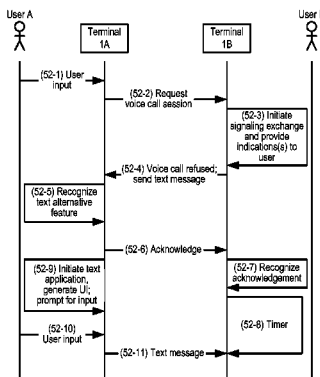 User A
Terminal
1A
Terminal
1B
User
(52-1) User
input
(52-2) Request
voice call session
(52-3) Initiate
signaling exchange
and provide
indications(s) to
user
(52-4) Voice call refused;
send text message
(52-5) Recognize
text alternative
feature
(52-6) Acknowledge
(52-7) Recognize
acknowledgement
(52-9) Initiate text
application,
generate UI;
prompt for input
(52-8) Timer
(52-10)
User input
(52-11) Text message